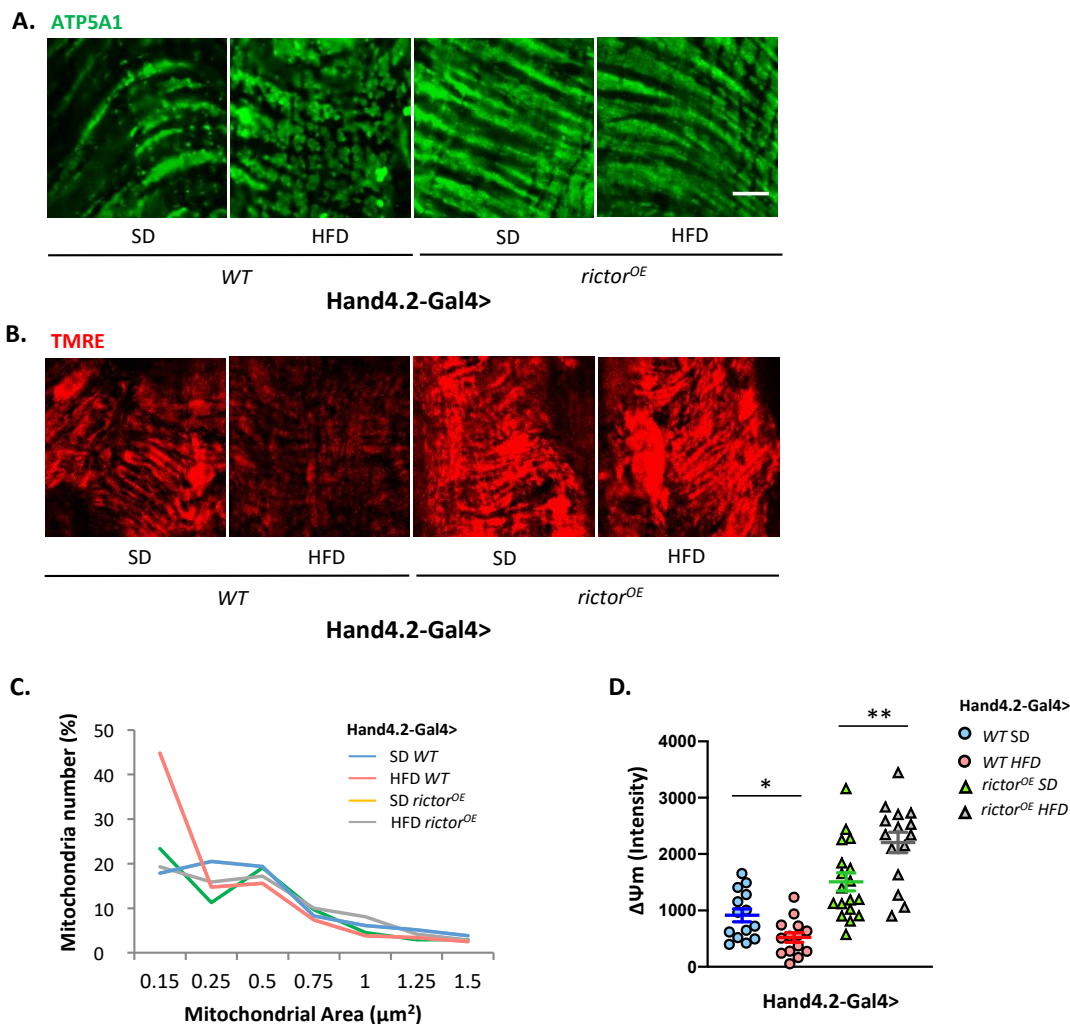 A.
ATP5A1
SD HFD SD HFD
WT rictorOE
Hand4.2-Gal4>
B.
TMRE
SD HFD SD HFD
WT rictorOE
Hand4.2-Gal4>
C.
Mitochondria number (%)
50
40
30
20
10
0
0.15 0.25 0.5 0.75 1 1.25 1.5
Mitochondrial Area (µm²)
Hand4.2-Gal4>
SD WT
HFD WT
SD rictorOE
HFD rictorOE
D.
ΔΨm (Intensity)
4000
3000
2000
1000
0
*
**
Hand4.2-Gal4>
Hand4.2-Gal4>
WT SD
WT HFD
rictorOE SD
rictorOE HFD